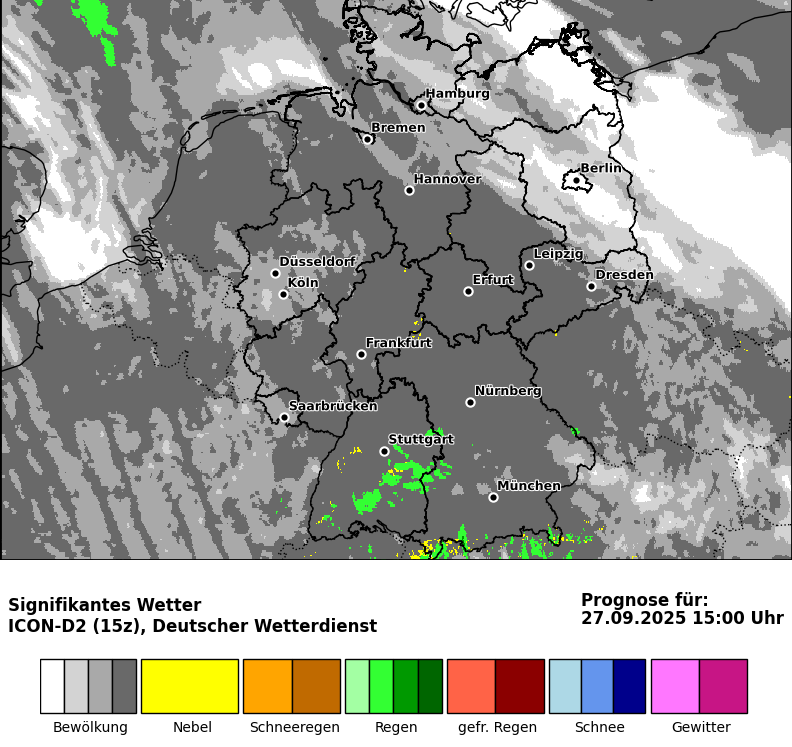 Hamburg
Bremen
Berlin
Hannover
Leipzig
Düsseldorf
Dresden
Köln
Erfurt
Frankfurt
Nürnberg
Saarbrücken
Stuttgart
München
Signifikantes Wetter
ICON-D2 (15z), Deutscher Wetterdienst
Prognose für:
27.09.2025 15:00 Uhr
Bewölkung
Nebel
Schneeregen
Regen
gefr. Regen
Schnee
Gewitter